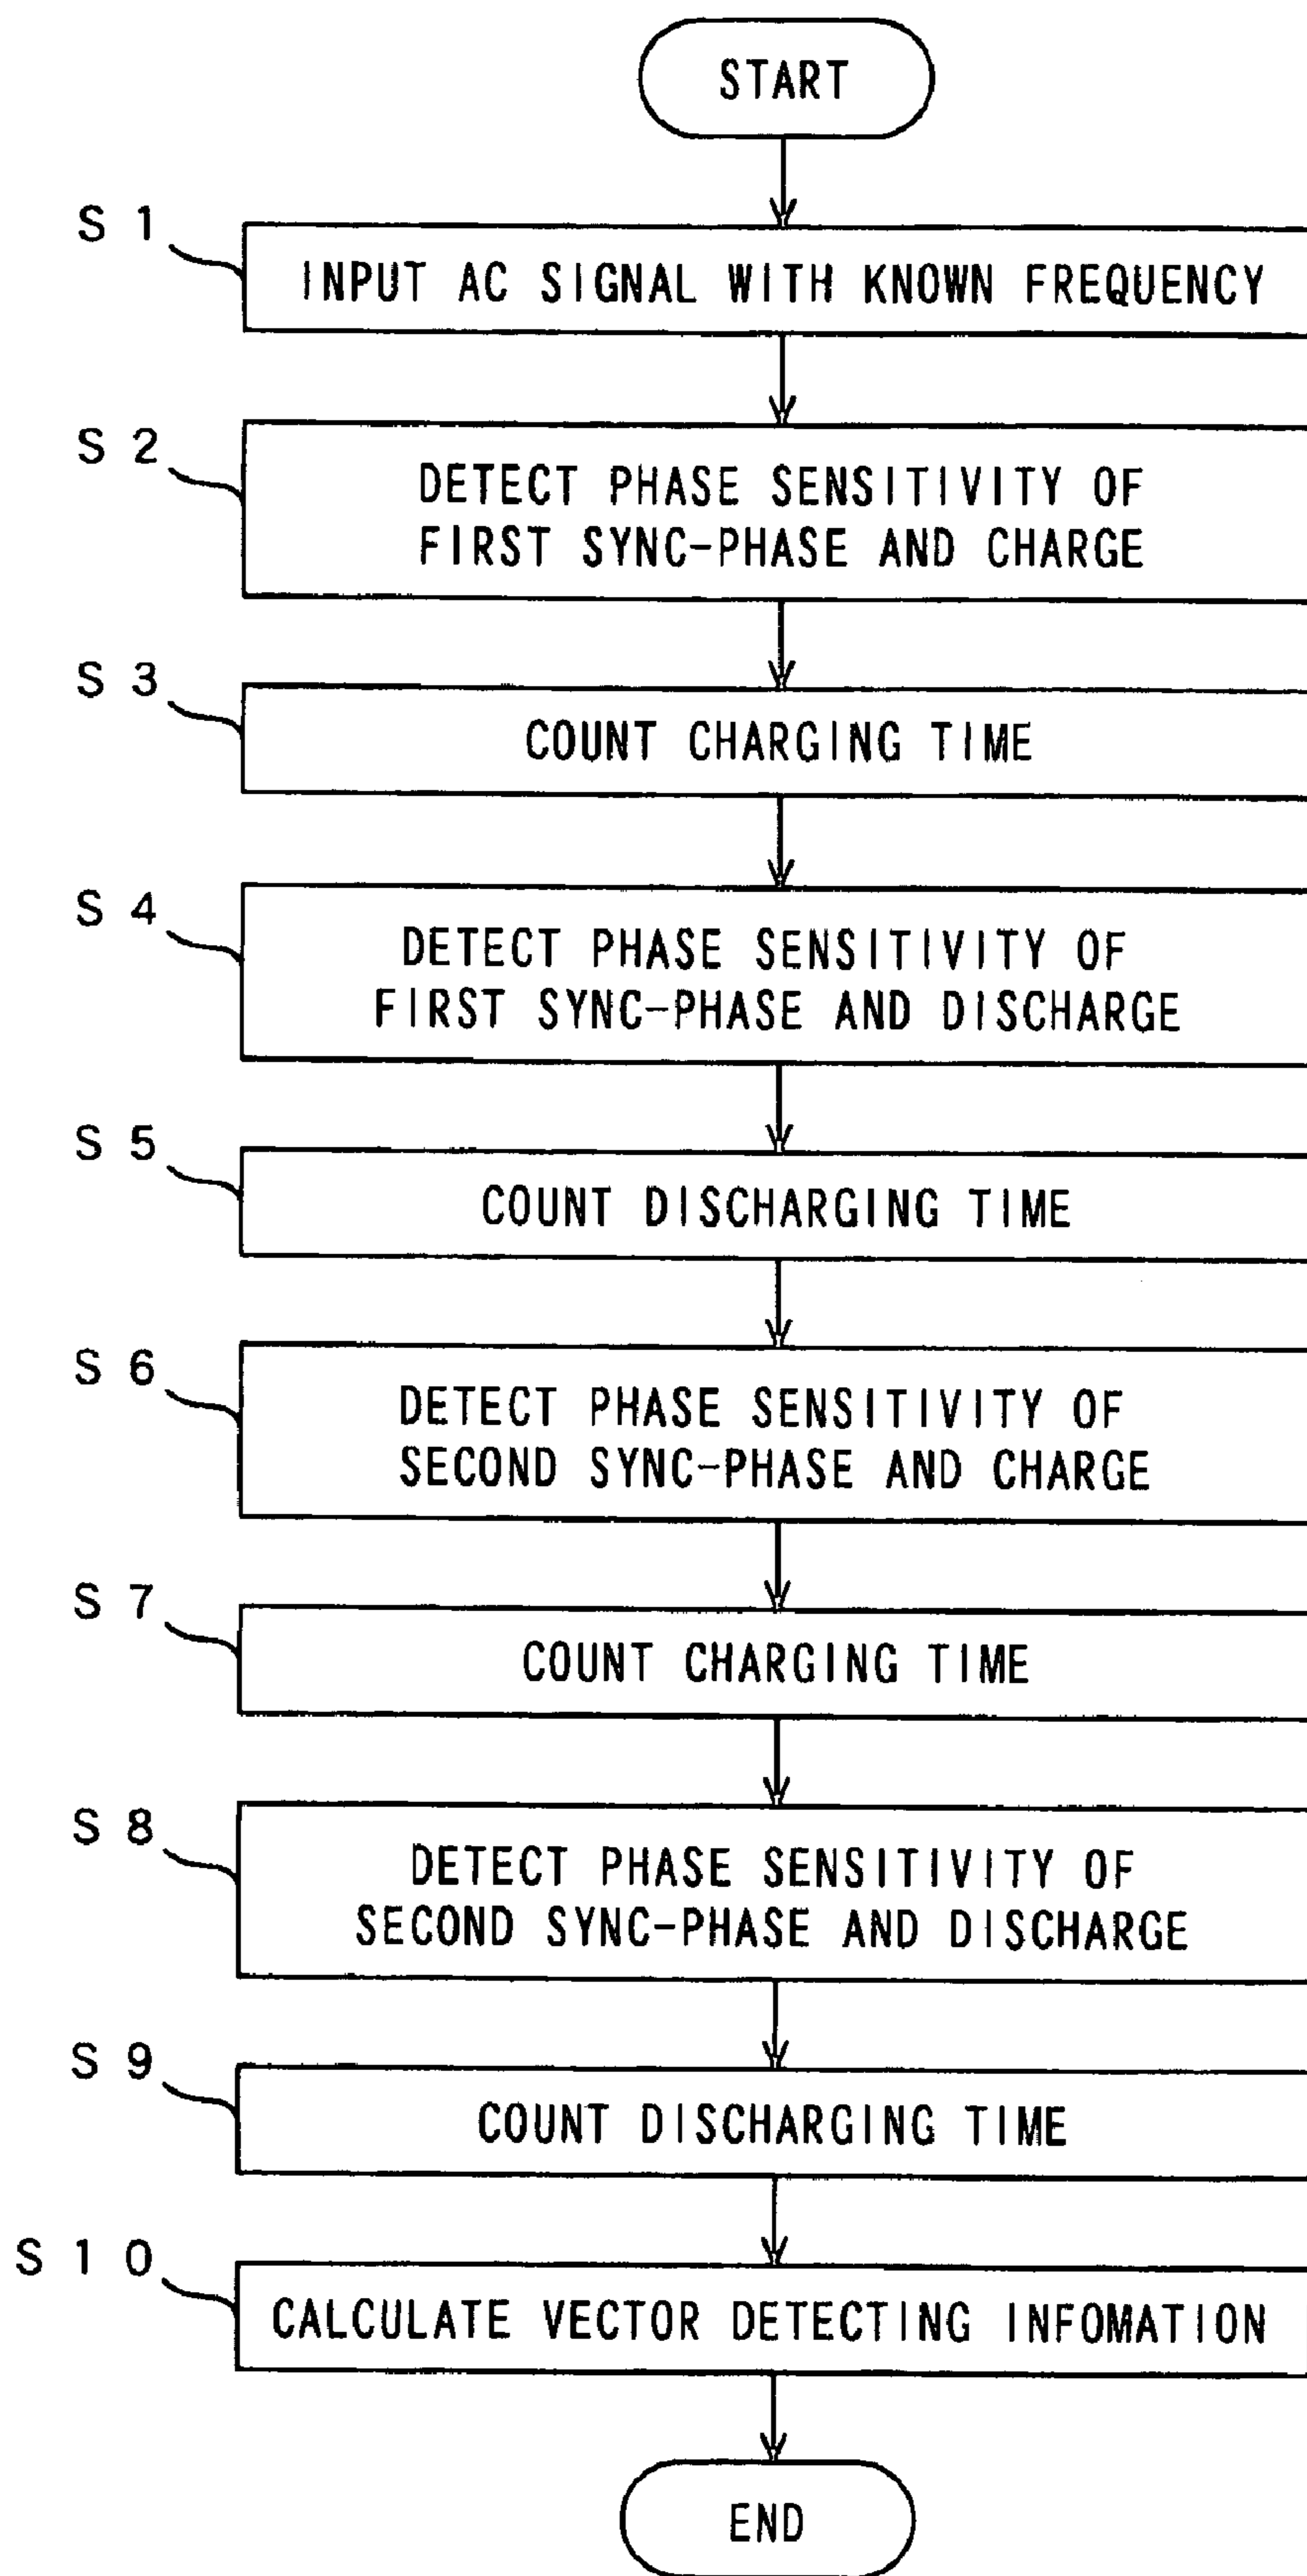 START
S 1
INPUT AC SIGNAL WITH KNOWN FREQUENCY
S 2
DETECT PHASE SENSITIVITY OF
FIRST SYNC-PHASE AND CHARGE
S 3
COUNT CHARGING TIME
S 4
DETECT PHASE SENSITIVITY OF
FIRST SYNC-PHASE AND DISCHARGE
S 5
COUNT DISCHARGING TIME
S 6
DETECT PHASE SENSITIVITY OF
SECOND SYNC-PHASE AND CHARGE
S 7
COUNT CHARGING TIME
S 8
DETECT PHASE SENSITIVITY OF
SECOND SYNC-PHASE AND DISCHARGE
S 9
COUNT DISCHARGING TIME
S 1 0
CALCULATE VECTOR DETECTING INFOMATION
END